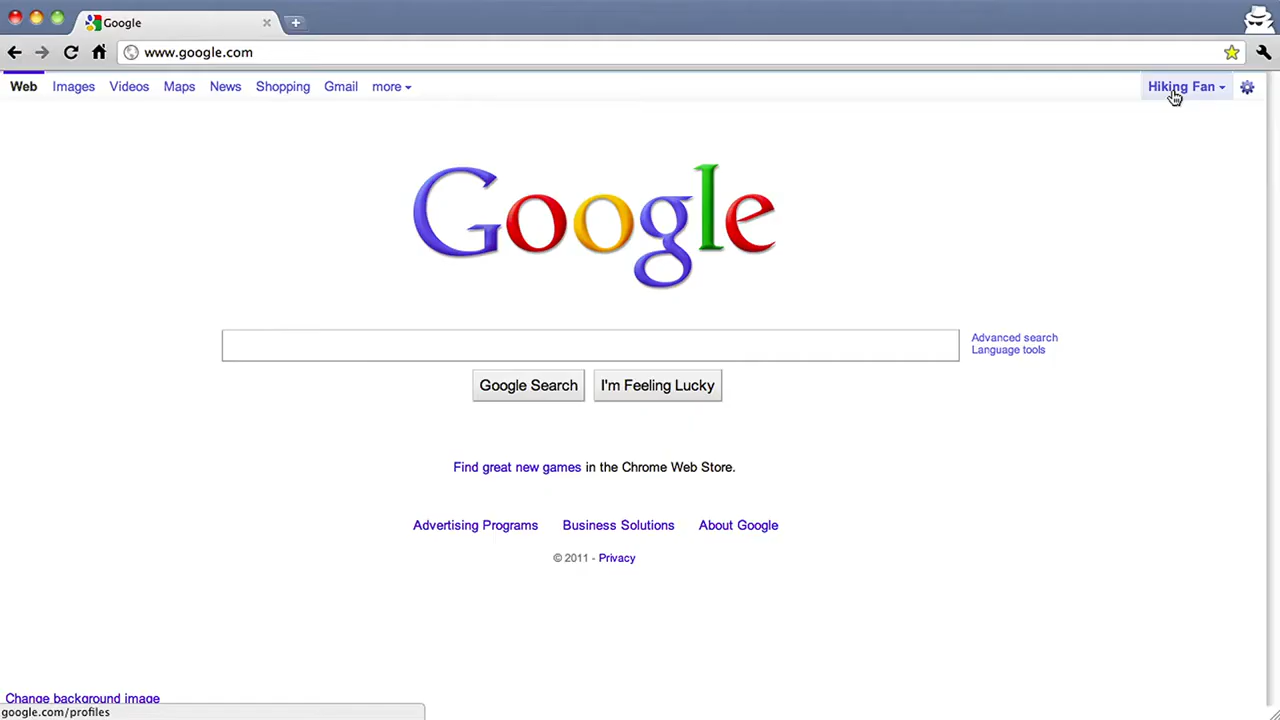 Google
www.google.com
Web Images Videos Maps News Shopping Gmail more Hiking Fan
Google
Advanced search
Language tools
Google Search I'm Feeling Lucky
Find great new games in the Chrome Web Store.
Advertising Programs Business Solutions About Google
© 2011 - Privacy
Change background image
google.com/profiles